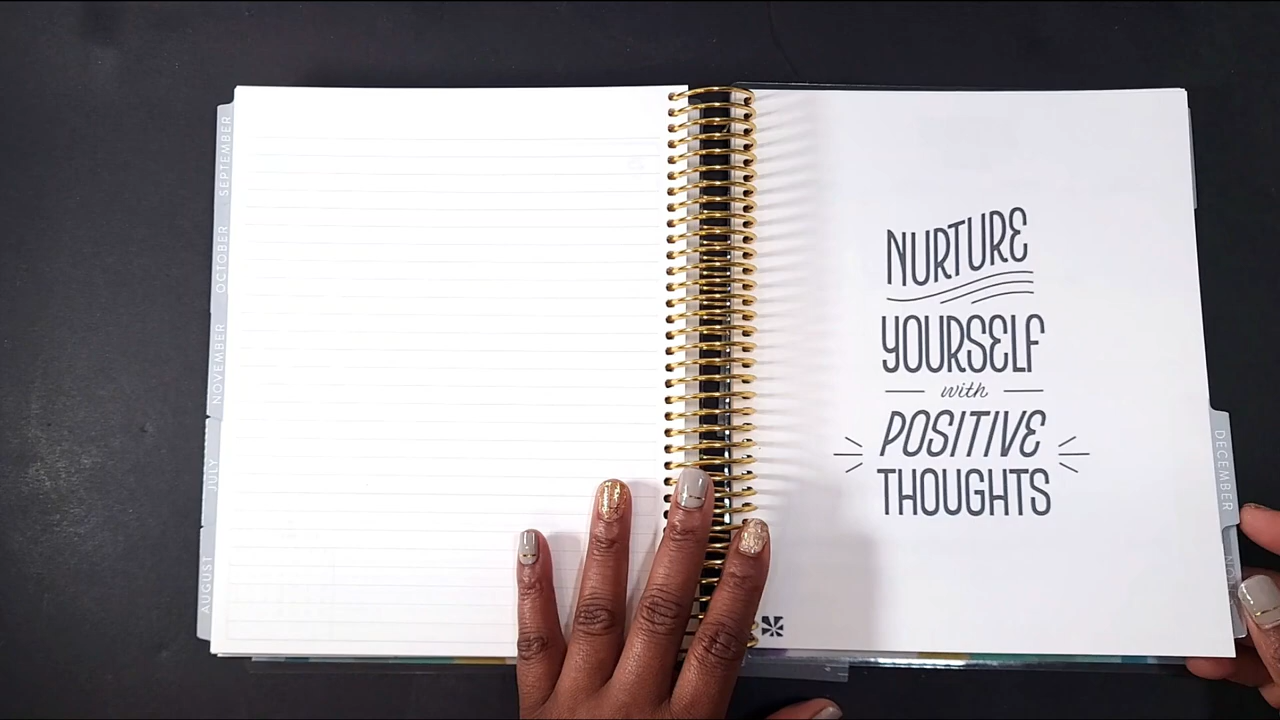 SEPTEMBER
OCTOBER
NOVEMBER
JULY
AUGUST
NURTURE
YOURSELF
with
POSITIVE
THOUGHTS
DECEMBER